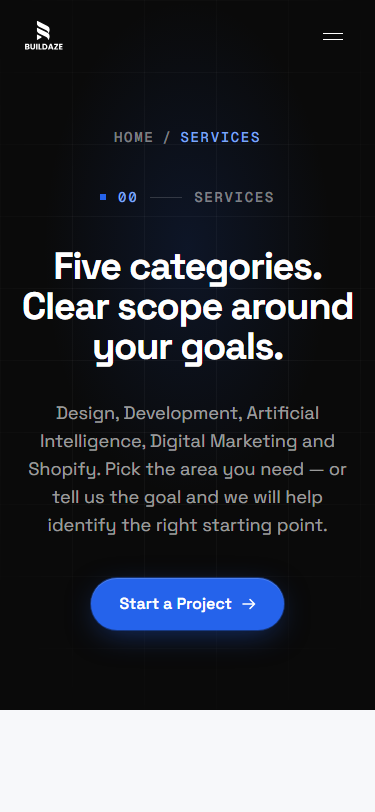 BUILDAZE
HOME / SERVICES
00 SERVICES
Five categories.
Clear scope around
your goals.
Design, Development, Artificial
Intelligence, Digital Marketing and
Shopify. Pick the area you need — or
tell us the goal and we will help
identify the right starting point.
Start a Project →